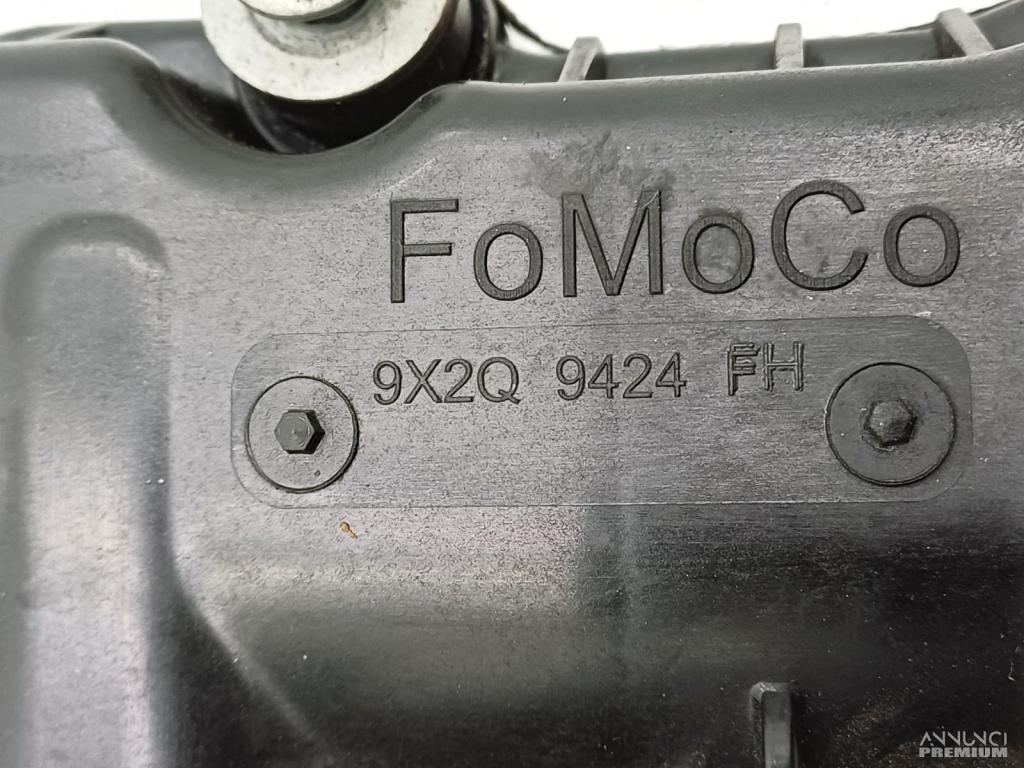 FoMoCo
9X2Q 9424 FH
ANNUNCI
PREMIUM